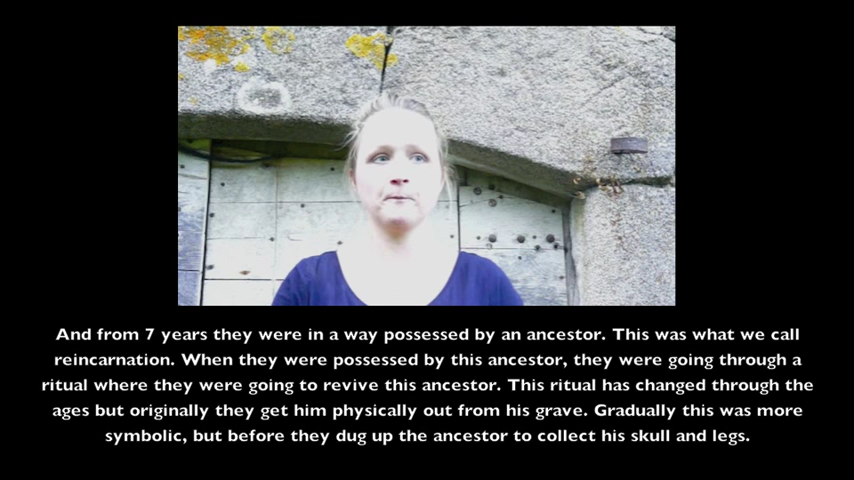 And from 7 years they were in a way possessed by an ancestor. This was what we call
reincarnation. When they were possessed by this ancestor, they were going through a
ritual where they were going to revive this ancestor. This ritual has changed through the
ages but originally they get him physically out from his grave. Gradually this was more
symbolic, but before they dug up the ancestor to collect his skull and legs.